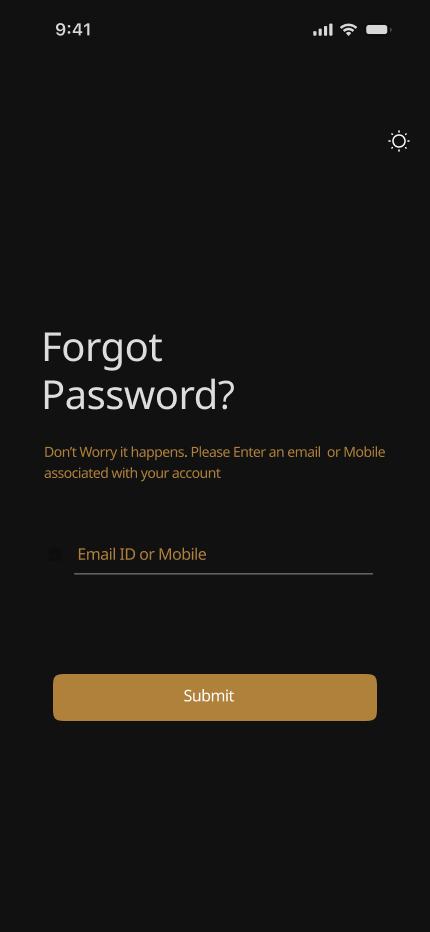 9:41
Forgot
Password?
Don't Worry it happens. Please Enter an email  or Mobile
associated with your account
Email ID or Mobile
Submit